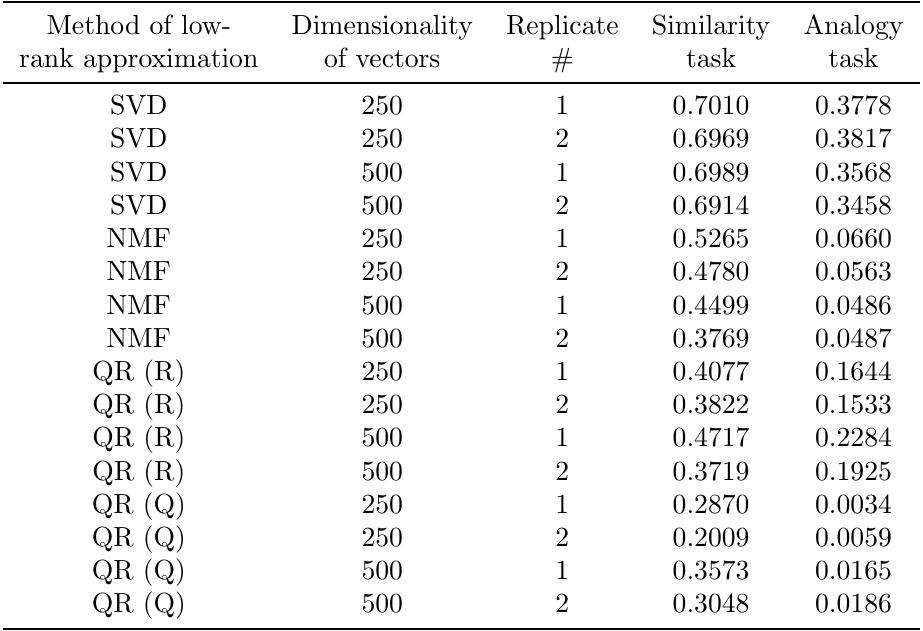 Method of low- Dimensionality Replicate Similarity Analogy
rank approximation of vectors # task task
SVD 250 1 0.7010 0.3778
SVD 250 2 0.6969 0.3817
SVD 500 1 0.6989 0.3568
SVD 500 2 0.6914 0.3458
NMF 250 1 0.5265 0.0660
NMF 250 2 0.4780 0.0563
NMF 500 1 0.4499 0.0486
NMF 500 2 0.3769 0.0487
QR (R) 250 1 0.4077 0.1644
QR (R) 250 2 0.3822 0.1533
QR (R) 500 1 0.4717 0.2284
QR (R) 500 2 0.3719 0.1925
QR (Q) 250 1 0.2870 0.0034
QR (Q) 250 2 0.2009 0.0059
QR (Q) 500 1 0.3573 0.0165
QR (Q) 500 2 0.3048 0.0186